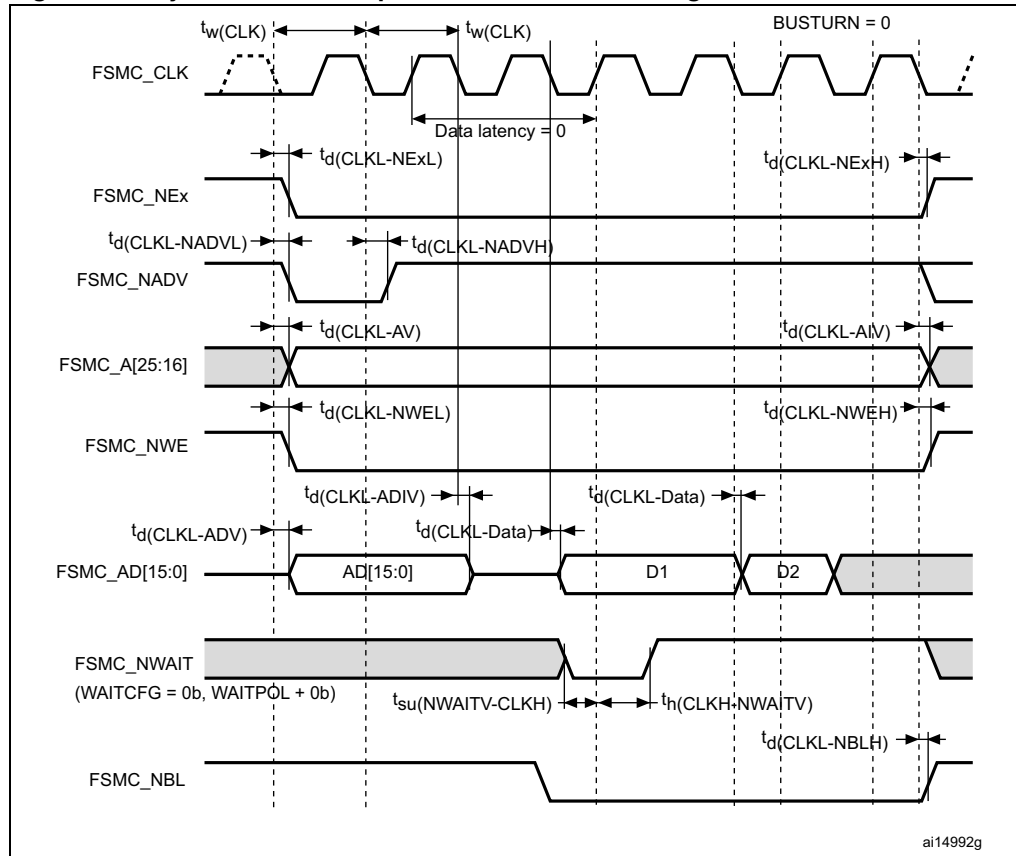 BUSTURN = 0
tw(CLK) tw(CLK)
FSMC_CLK
Data latency = 0
td(CLKL-NExL) td(CLKL-NExH)
FSMC_NEx
td(CLKL-NADVL) td(CLKL-NADVH)
FSMC_NADV
td(CLKL-AV) td(CLKL-AIV)
FSMC_A[25:16]
td(CLKL-NWEL) td(CLKL-NWEH)
FSMC_NWE
td(CLKL-ADIV) td(CLKL-Data)
td(CLKL-ADV) td(CLKL-Data)
FSMC_AD[15:0] AD[15:0] D1 D2
FSMC_NWAIT
(WAITCFG = 0b, WAITPOL + 0b)
tsu(NWAITV-CLKH) th(CLKH-NWAITV)
td(CLKL-NBLH)
FSMC_NBL
ai14992g